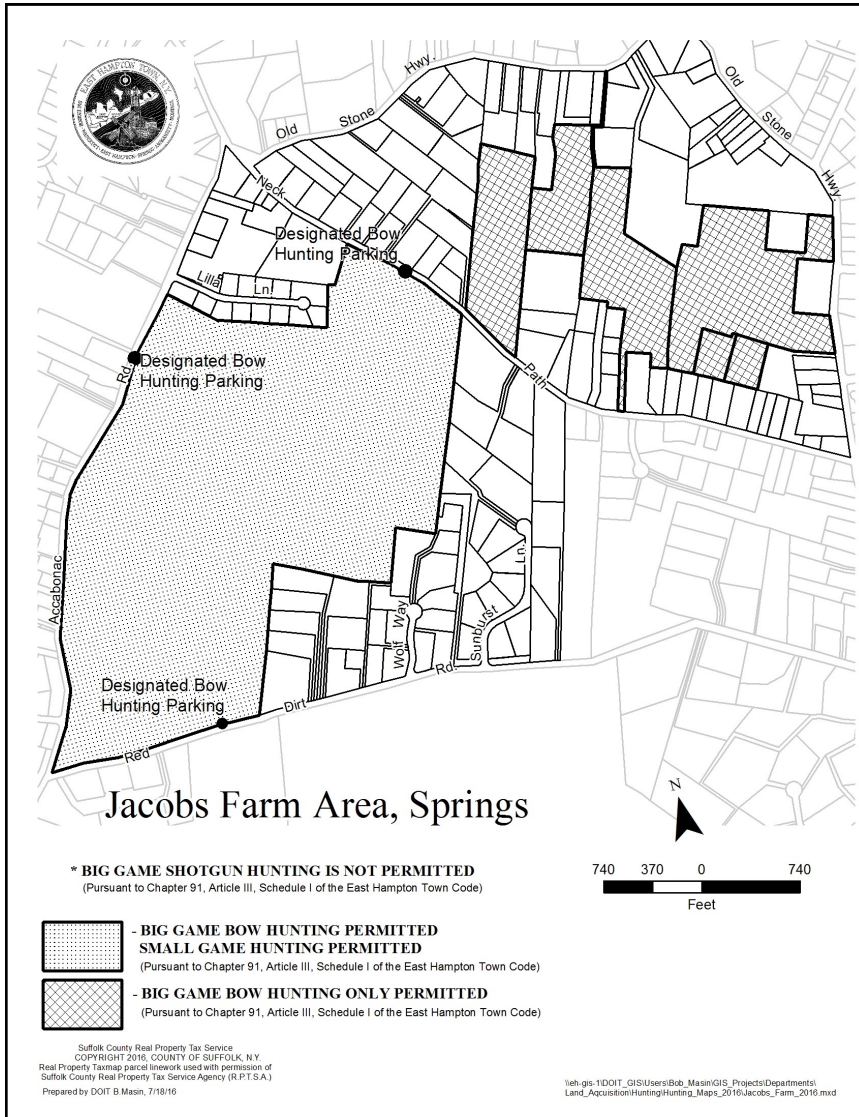 EAST HAMPTON TOWN, N.Y.
Old
Stone
Hwy.
Old
Stone
Hwy.
Neck
Designated Bow
Hunting Parking
Lilla
Ln.
Designated Bow
Hunting Parking
Rd.
Path
Accabonac
Ln.
Sunburst
Wolf Way
Designated Bow
Hunting Parking
Rd.
Dirt
Red
N
Jacobs Farm Area, Springs
* BIG GAME SHOTGUN HUNTING IS NOT PERMITTED
(Pursuant to Chapter 91, Article III, Schedule I of the East Hampton Town Code)
740 370 0 740
Feet
- BIG GAME BOW HUNTING PERMITTED
SMALL GAME HUNTING PERMITTED
(Pursuant to Chapter 91, Article III, Schedule I of the East Hampton Town Code)
- BIG GAME BOW HUNTING ONLY PERMITTED
(Pursuant to Chapter 91, Article III, Schedule I of the East Hampton Town Code)
Suffolk County Real Property Tax Service
COPYRIGHT 2016, COUNTY OF SUFFOLK, N.Y.
Real Property Taxmap parcel linework used with permission of
Suffolk County Real Property Tax Service Agency (R.P.T.S.A.)
Prepared by DOIT B.Masin, 7/18/16
\\eh-gis-1\DOIT_GIS\Users\Bob_Masin\GIS_Projects\Departments\
Land_Aqcuisition\Hunting\Hunting_Maps_2016\Jacobs_Farm_2016.mxd